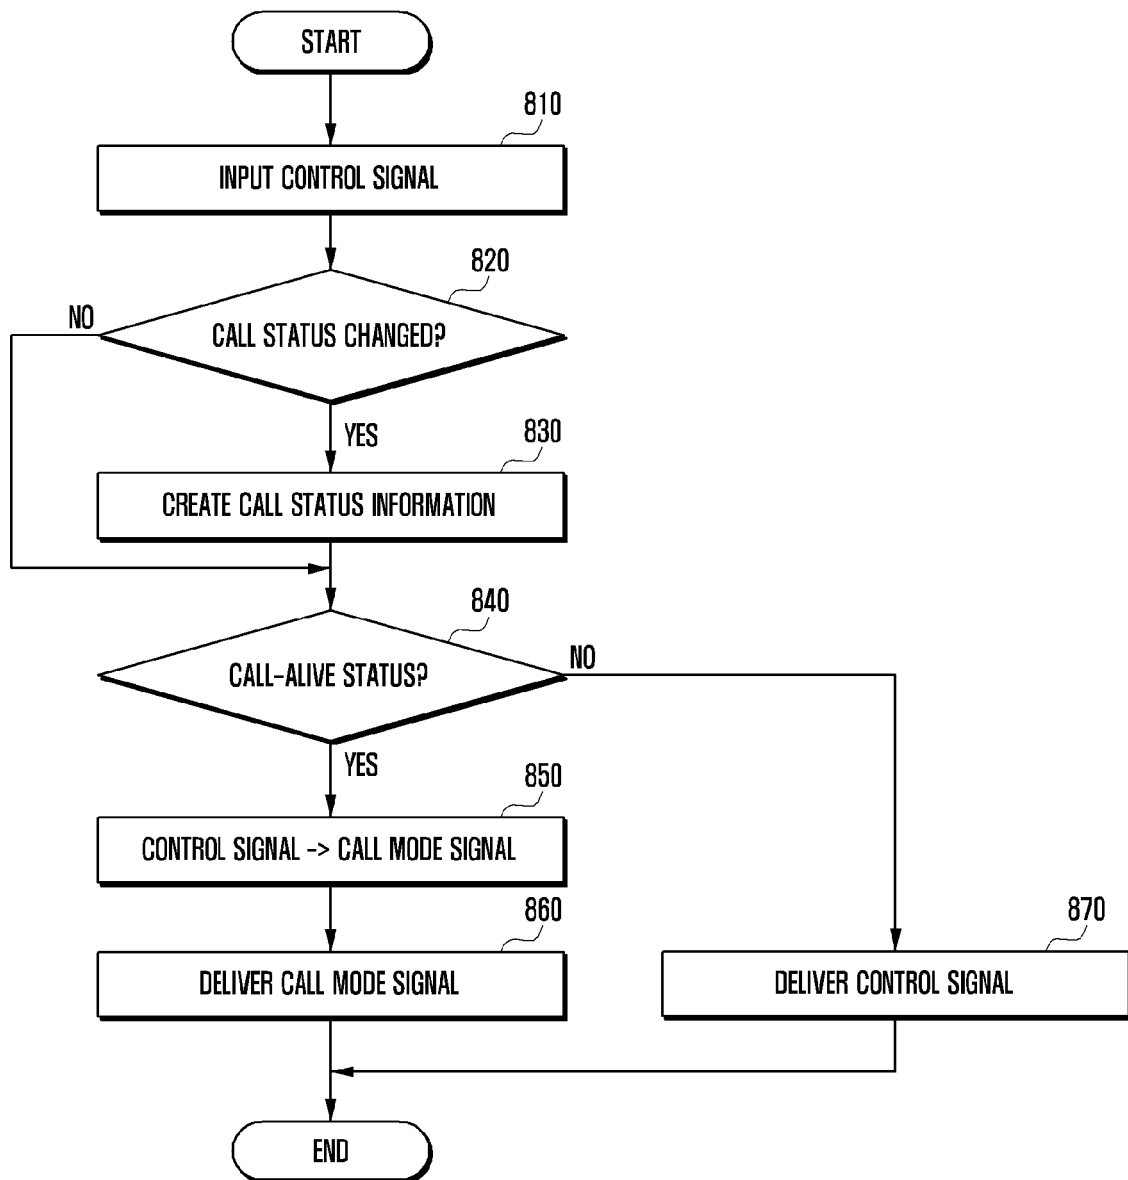 START
810
INPUT CONTROL SIGNAL
820
NO
CALL STATUS CHANGED?
YES
830
CREATE CALL STATUS INFORMATION
840
CALL-ALIVE STATUS?
NO
YES
850
CONTROL SIGNAL -> CALL MODE SIGNAL
860
DELIVER CALL MODE SIGNAL
870
DELIVER CONTROL SIGNAL
END